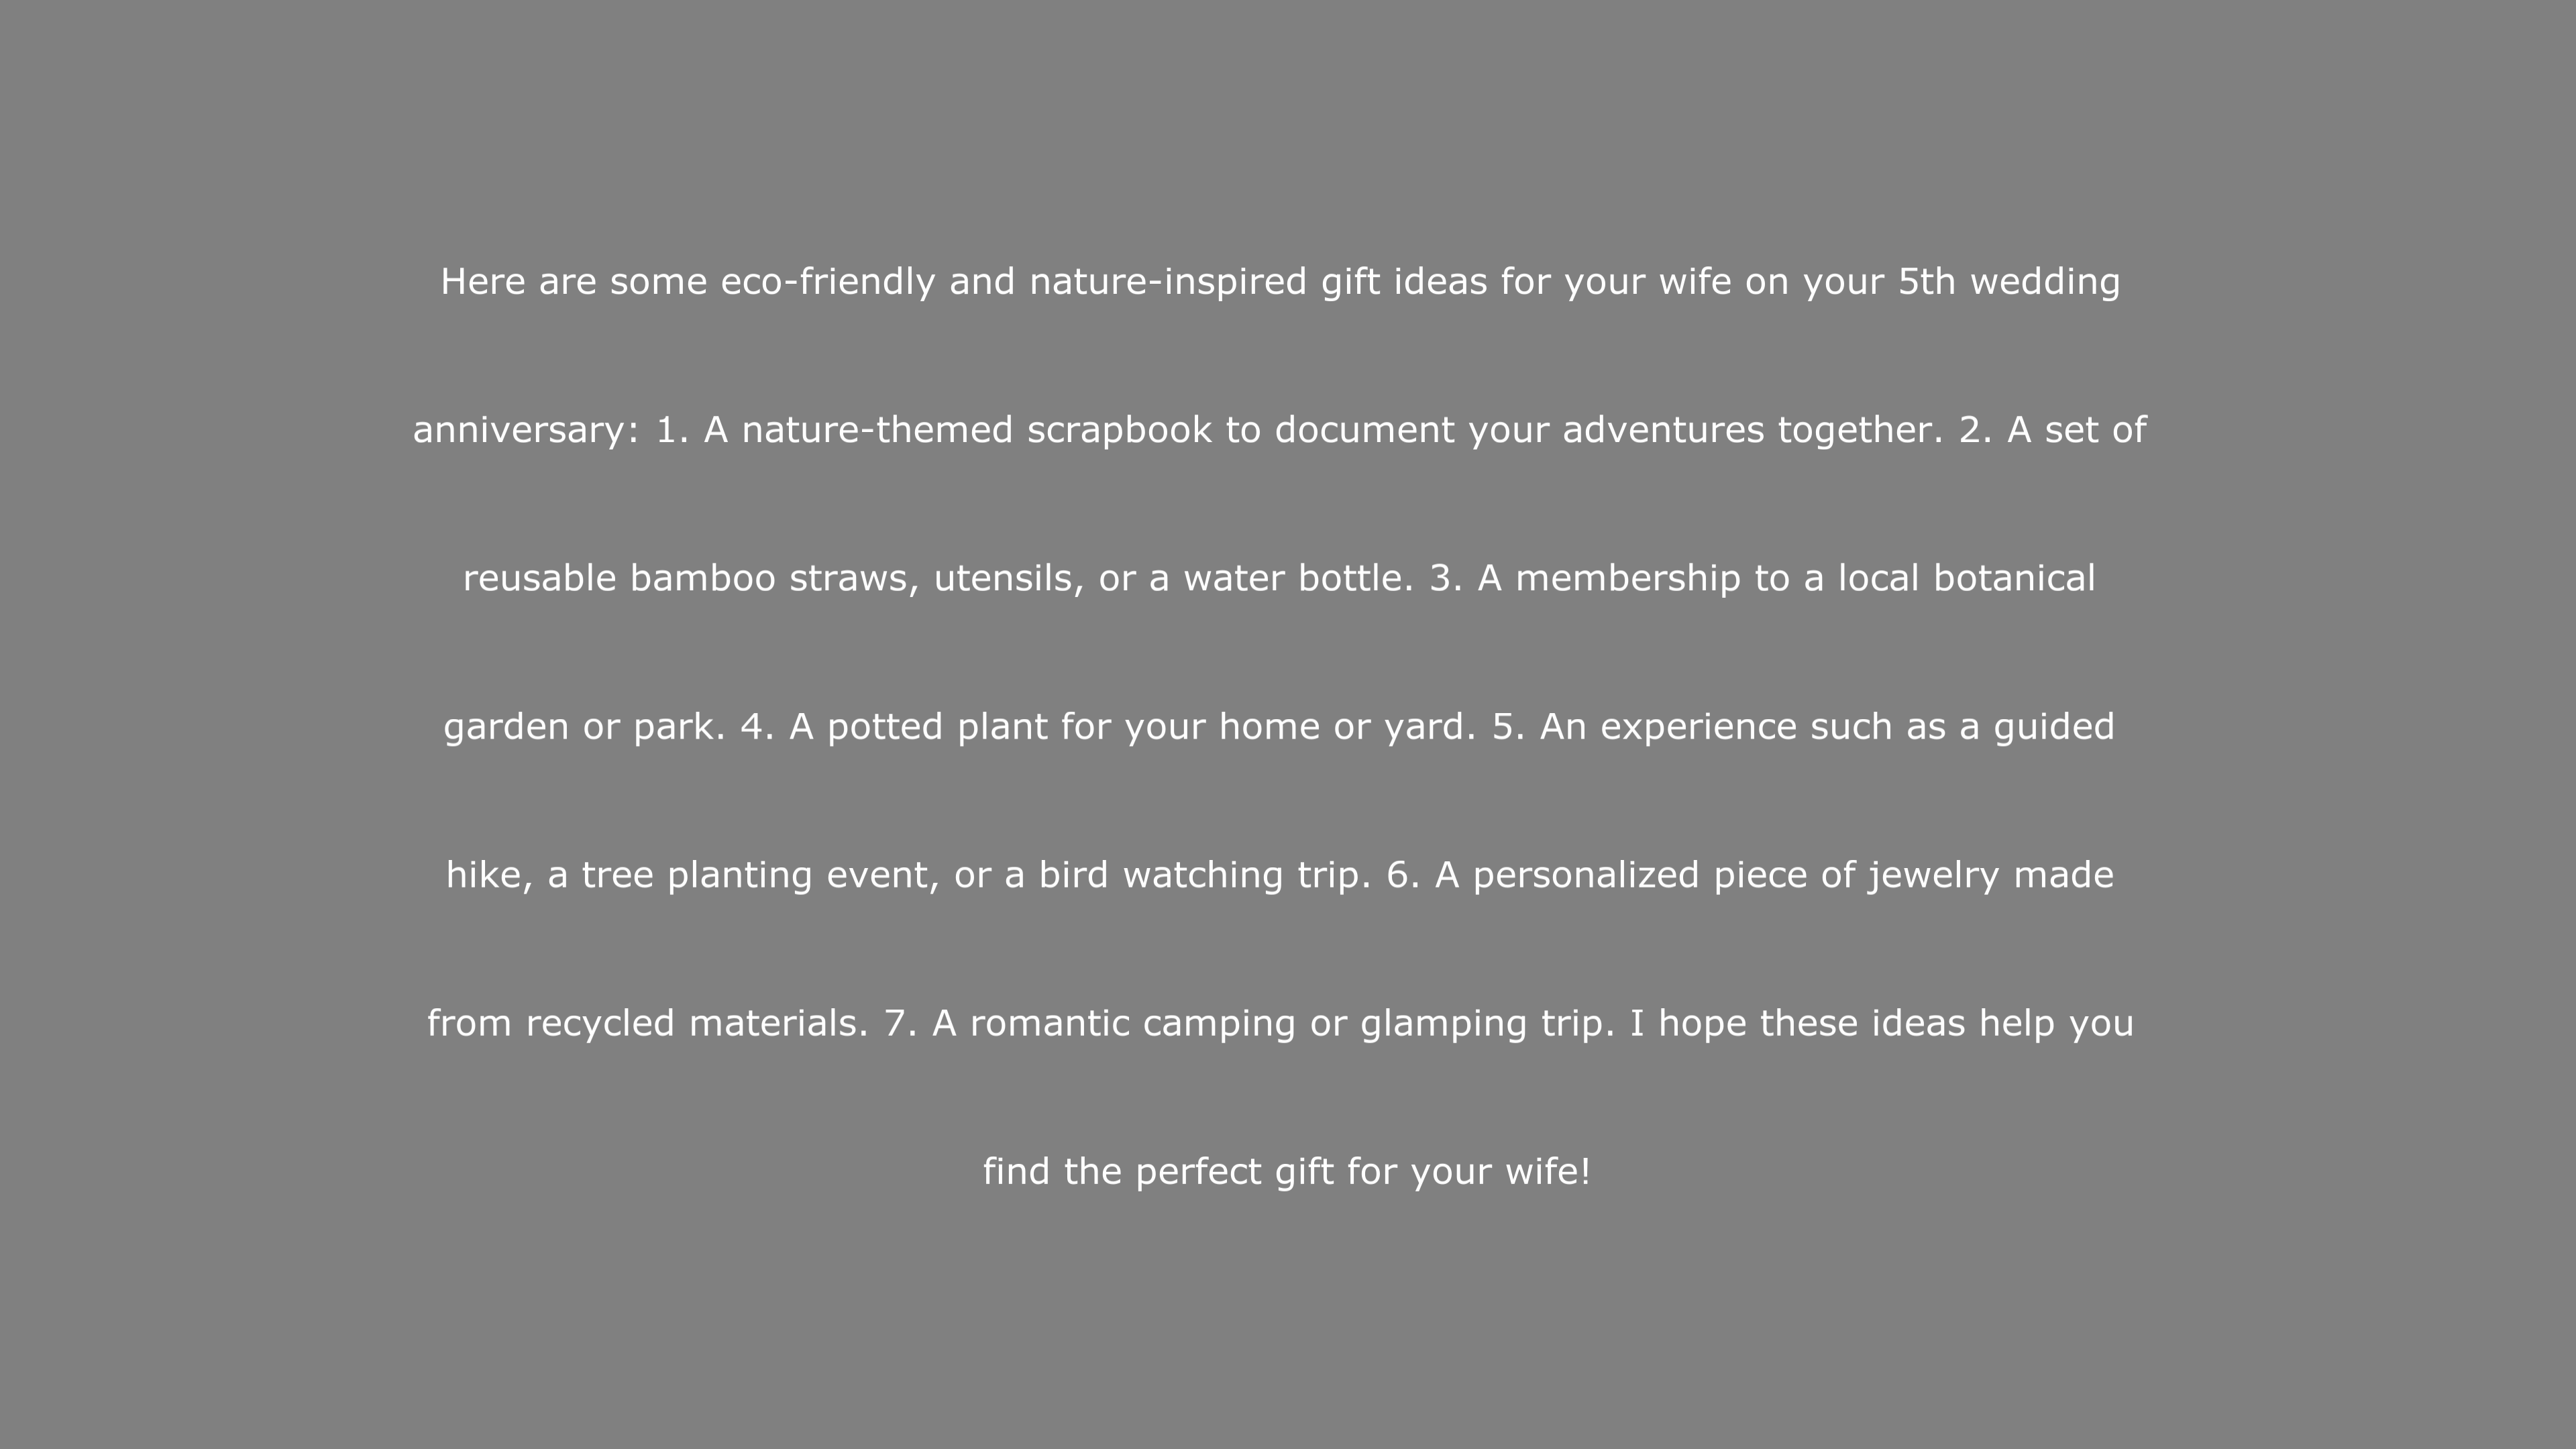 Here are some eco-friendly and nature-inspired gift ideas for your wife on your 5th wedding
anniversary: 1. A nature-themed scrapbook to document your adventures together. 2. A set of
reusable bamboo straws, utensils, or a water bottle. 3. A membership to a local botanical
garden or park. 4. A potted plant for your home or yard. 5. An experience such as a guided
hike, a tree planting event, or a bird watching trip. 6. A personalized piece of jewelry made
from recycled materials. 7. A romantic camping or glamping trip. I hope these ideas help you
find the perfect gift for your wife!